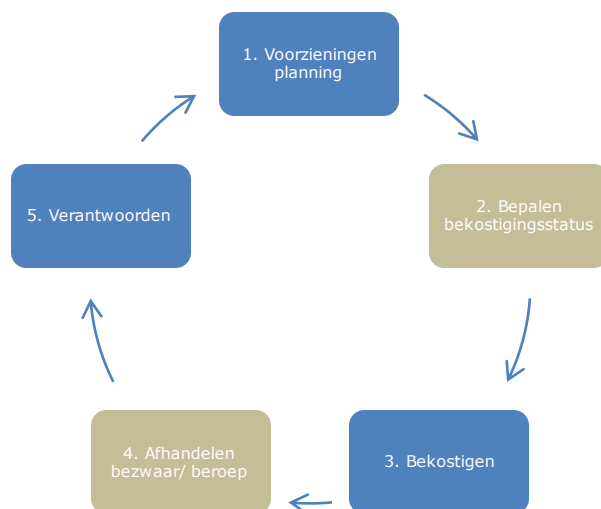 1. Voorzieningen
planning
2. Bepalen
bekostigingsstatus
3. Bekostigen
4. Afhandelen
bezwaar/ beroep
5. Verantwoorden